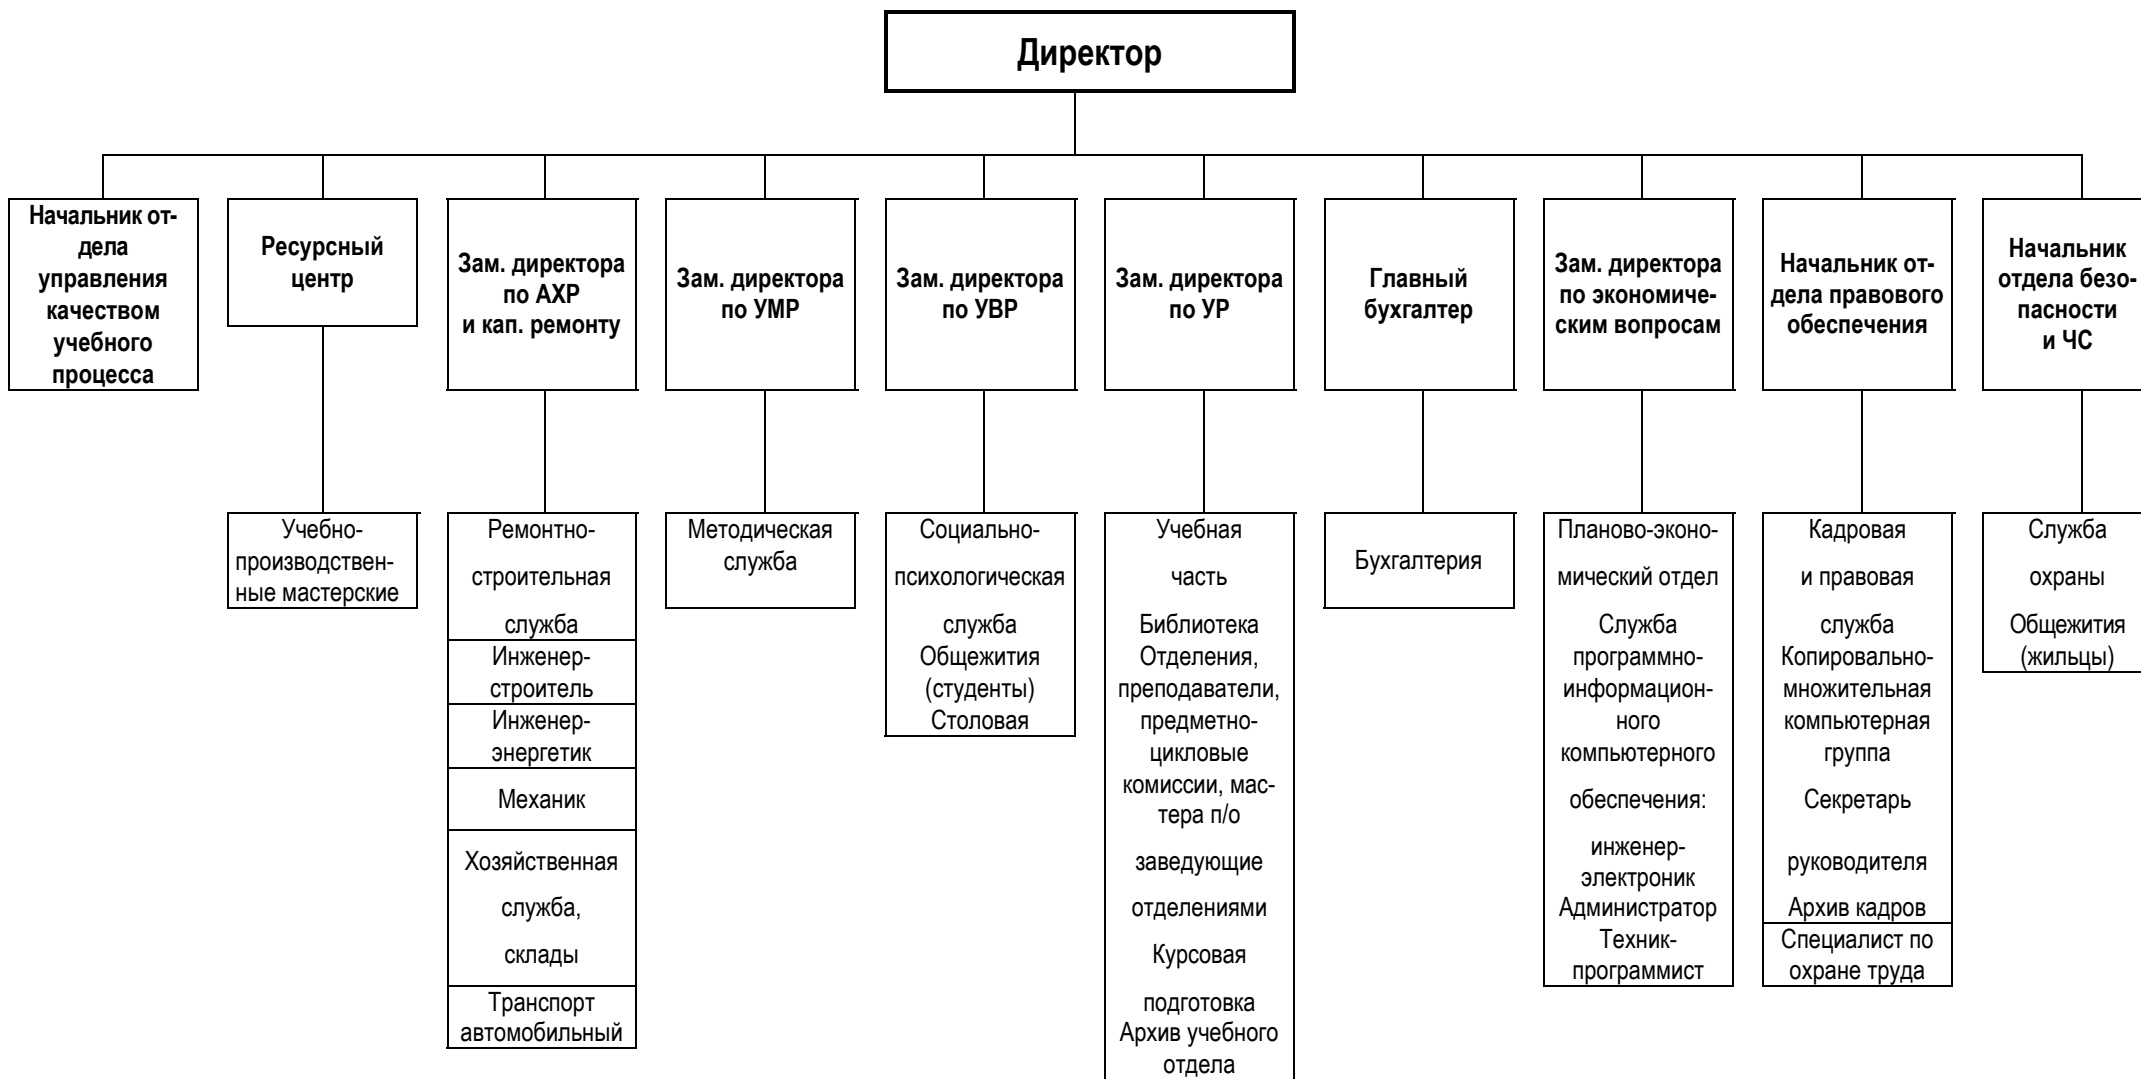 Директор
Начальник от-
дела
управления
качеством
учебного
процесса
Ресурсный
центр
Зам. директора
по АХР
и кап. ремонту
Зам. директора
по УМР
Зам. директора
по УВР
Зам. директора
по УР
Главный
бухгалтер
Зам. директора
по экономиче-
ским вопросам
Начальник от-
дела правового
обеспечения
Начальник
отдела безо-
пасности
и ЧС
Учебно-
производствен-
ные мастерские
Ремонтно-
строительная
служба
Инженер-
строитель
Инженер-
энергетик
Механик
Хозяйственная
служба,
склады
Транспорт
автомобильный
Методическая
служба
Социально-
психологическая
служба
Общежития
(студенты)
Столовая
Учебная
часть
Библиотека
Отделения,
преподаватели,
предметно-
цикловые
комиссии, мас-
тера п/о
заведующие
отделениями
Курсовая
подготовка
Архив учебного
отдела
Бухгалтерия
Планово-эконо-
мический отдел
Служба
программно-
информацион-
ного
компьютерного
обеспечения:
инженер-
электроник
Администратор
Техник-
программист
Кадровая
и правовая
служба
Копировально-
множительная
компьютерная
группа
Секретарь
руководителя
Архив кадров
Специалист по
охране труда
Служба
охраны
Общежития
(жильцы)